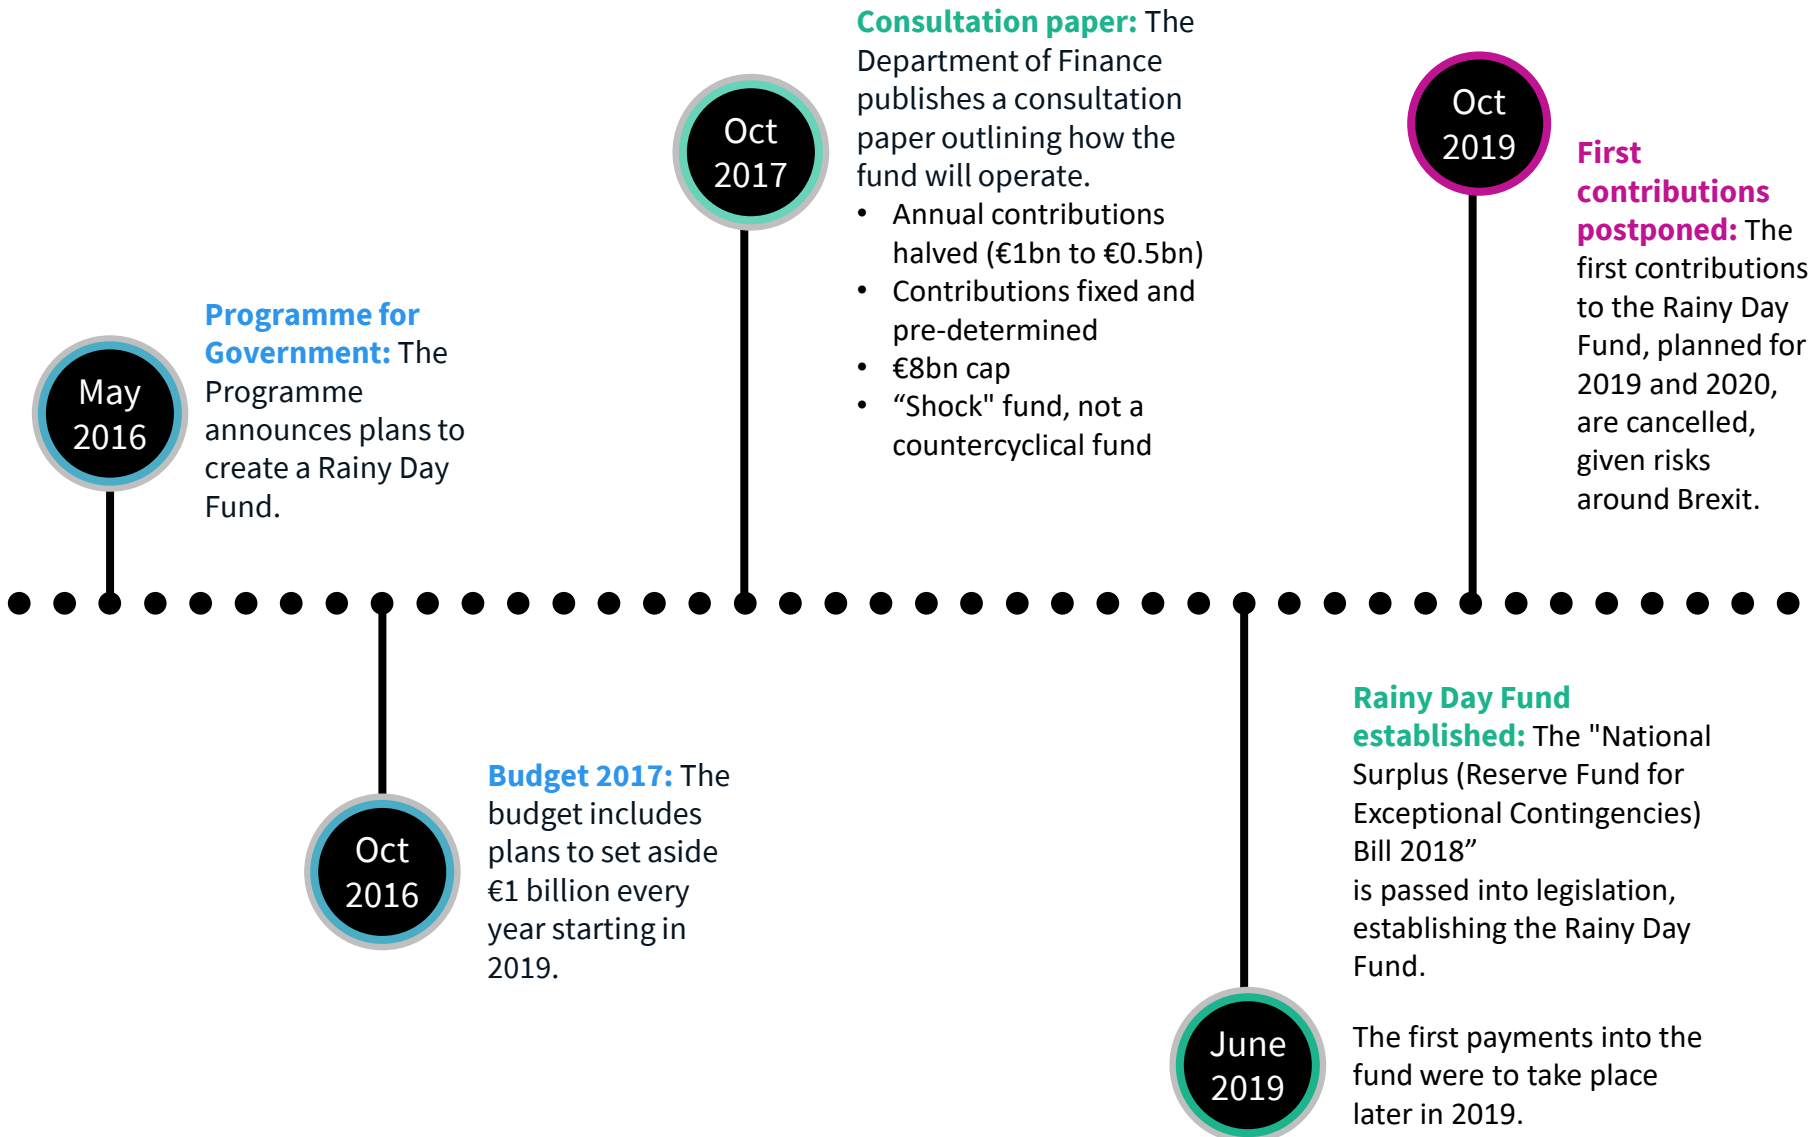 May
2016
Programme for
Government: The
Programme
announces plans to
create a Rainy Day
Fund.
Oct
2016
Budget 2017: The
budget includes
plans to set aside
€1 billion every
year starting in
2019.
Oct
2017
Consultation paper: The
Department of Finance
publishes a consultation
paper outlining how the
fund will operate.
• Annual contributions
halved (€1bn to €0.5bn)
• Contributions fixed and
pre-determined
• €8bn cap
• “Shock" fund, not a
countercyclical fund
June
2019
Rainy Day Fund
established: The "National
Surplus (Reserve Fund for
Exceptional Contingencies)
Bill 2018”
is passed into legislation,
establishing the Rainy Day
Fund.
The first payments into the
fund were to take place
later in 2019.
Oct
2019
First
contributions
postponed: The
first contributions
to the Rainy Day
Fund, planned for
2019 and 2020,
are cancelled,
given risks
around Brexit.